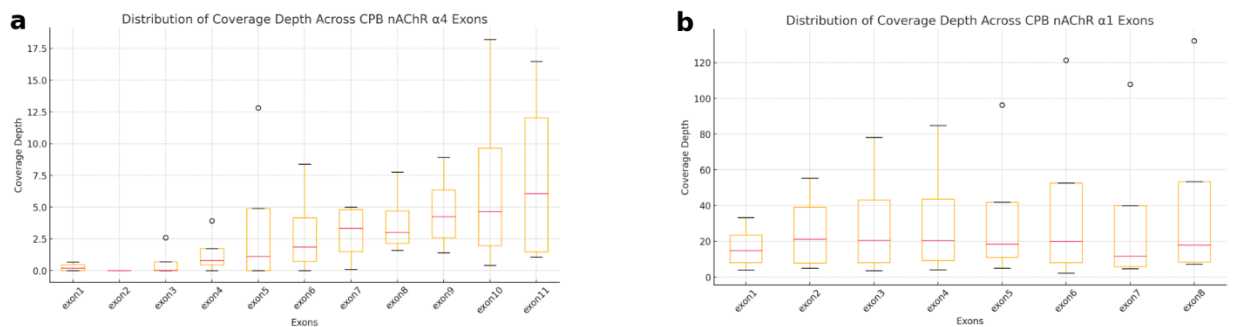 a
Distribution of Coverage Depth Across CPB nAChR α4 Exons
Coverage Depth
17.5
15.0
12.5
10.0
7.5
5.0
2.5
0.0
exon1
exon2
exon3
exon4
exon5
exon6
exon7
exon8
exon9
exon10
exon11
Exons
b
Distribution of Coverage Depth Across CPB nAChR α1 Exons
Coverage Depth
120
100
80
60
40
20
0
exon1
exon2
exon3
exon4
exon5
exon6
exon7
exon8
Exons